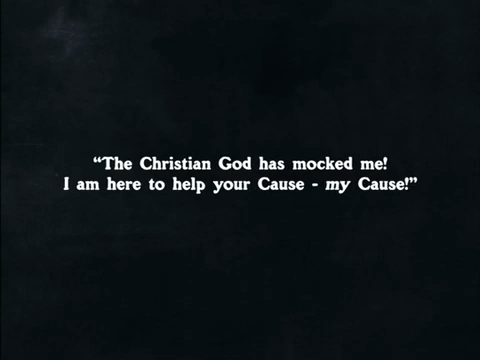 “The Christian God has mocked me!
I am here to help your Cause - my Cause!”